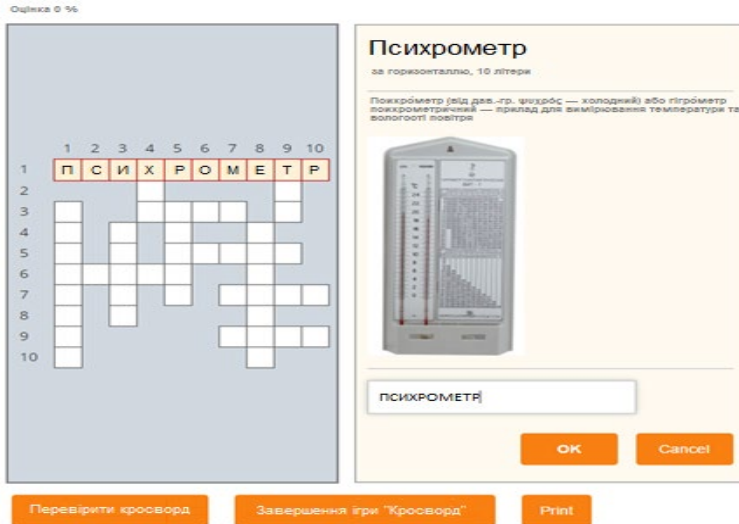 Оцінка 0 %
Психрометр
за горизонталлю, 10 літери
Психро́метр (від дав.-гр. ψυχρός — холодний) або гігро́метр
психрометричний — прилад для вимірювання температури та
вологості повітря
1 2 3 4 5 6 7 8 9 10
1 П С И Х Р О М Е Т Р
2
3
4
5
6
7
8
9
10
ПСИХРОМЕТР
OK Cancel
Перевірити кросворд Завершення ігри "Кросворд" Print